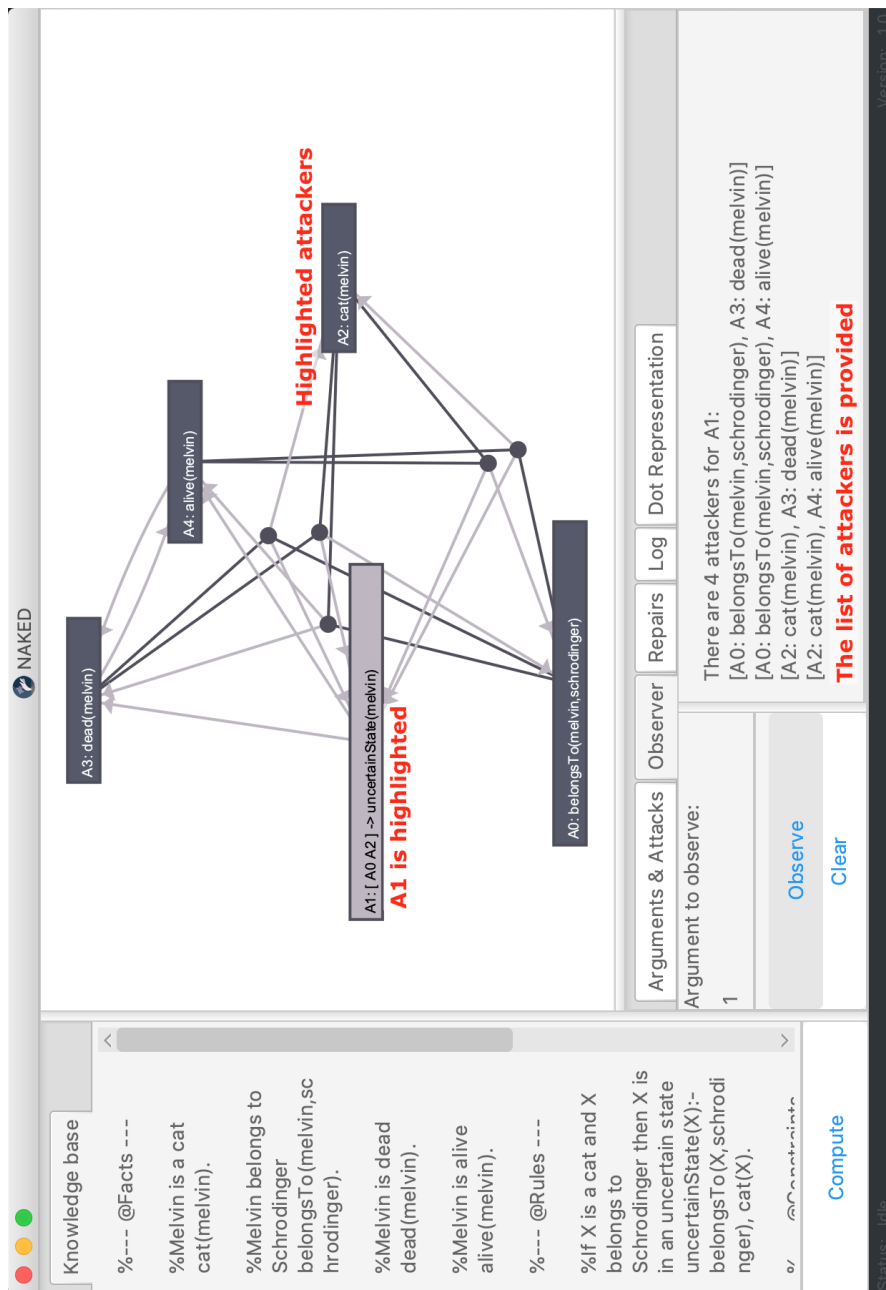 NAKED
Knowledge base
%--- @Facts ---
%Melvin is a cat
cat(melvin).
%Melvin belongs to
Schrodinger
belongsTo(melvin,sc
hrodinger).
%Melvin is dead
dead(melvin).
%Melvin is alive
alive(melvin).
%--- @Rules ---
%If X is a cat and X
belongs to
Schrodinger then X is
in an uncertain state
uncertainState(X):-
belongsTo(X,schrodi
nger), cat(X).
%--- @Constraints
Compute
A3: dead(melvin)
A4: alive(melvin)
Highlighted attackers
A2: cat(melvin)
A1: [ A0 A2 ] -> uncertainState(melvin)
A1 is highlighted
A0: belongsTo(melvin,schrodinger)
Arguments & Attacks
Observer
Repairs
Log
Dot Representation
Argument to observe:
1
Observe
Clear
There are 4 attackers for A1:
[A0: belongsTo(melvin,schrodinger), A3: dead(melvin)]
[A0: belongsTo(melvin,schrodinger), A4: alive(melvin)]
[A2: cat(melvin), A3: dead(melvin)]
[A2: cat(melvin), A4: alive(melvin)]
The list of attackers is provided
Status: Idle
Version: 1.0